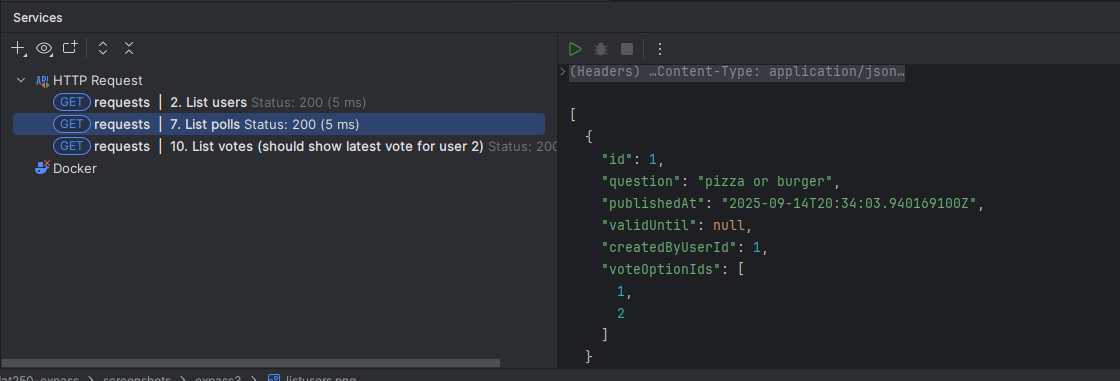 Services
HTTP Request
GET requests | 2. List users Status: 200 (5 ms)
GET requests | 7. List polls Status: 200 (5 ms)
GET requests | 10. List votes (should show latest vote for user 2) Status: 200
Docker
(Headers) …Content-Type: application/json…
[
{
"id": 1,
"question": "pizza or burger",
"publishedAt": "2025-09-14T20:34:03.940169100Z",
"validUntil": null,
"createdByUserId": 1,
"voteOptionIds": [
1,
2
]
}
dat250-expass > screenshots > expass3 > listusers.png